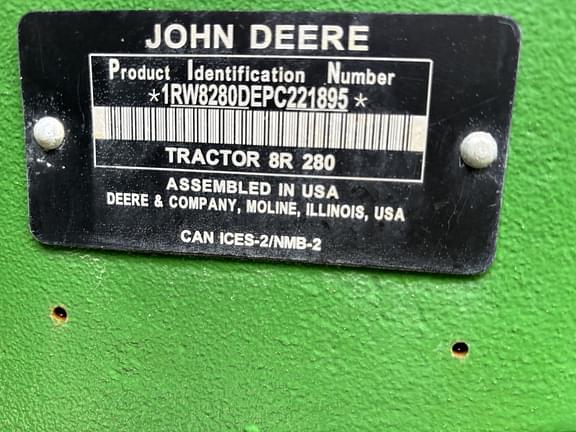 JOHN DEERE
Product Identification Number
*1RW8280DEPC221895*
TRACTOR 8R 280
ASSEMBLED IN USA
DEERE & COMPANY, MOLINE, ILLINOIS, USA
CAN ICES-2/NMB-2